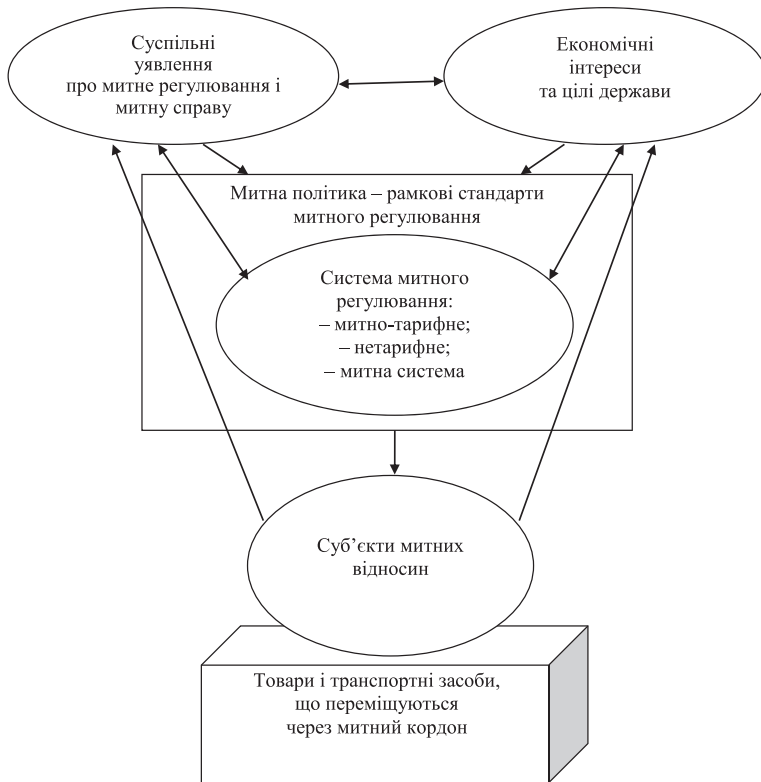 Суспільні
уявлення
про митне регулювання і
митну справу
Економічні
інтереси
та цілі держави
Митна політика – рамкові стандарти
митного регулювання
Система митного
регулювання:
– митно-тарифне;
– нетарифне;
– митна система
Суб’єкти митних
відносин
Товари і транспортні засоби,
що переміщуються
через митний кордон